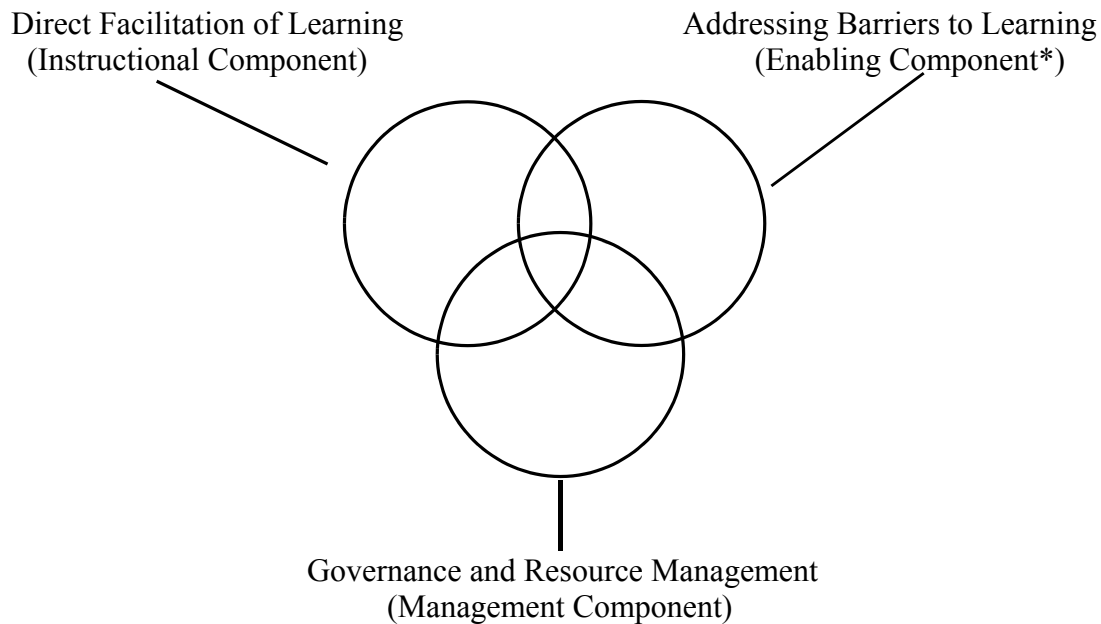 Direct Facilitation of Learning
(Instructional Component)
Addressing Barriers to Learning
(Enabling Component*)
Governance and Resource Management
(Management Component)